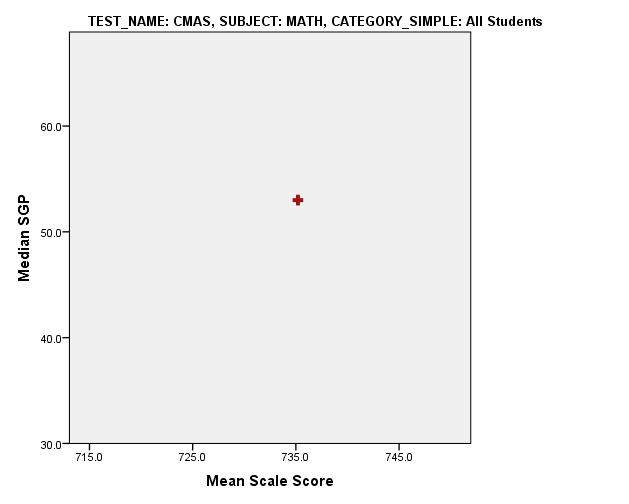 TEST_NAME: CMAS, SUBJECT: MATH, CATEGORY_SIMPLE: All Students
60.0
50.0
40.0
30.0
Median SGP
715.0 725.0 735.0 745.0
Mean Scale Score